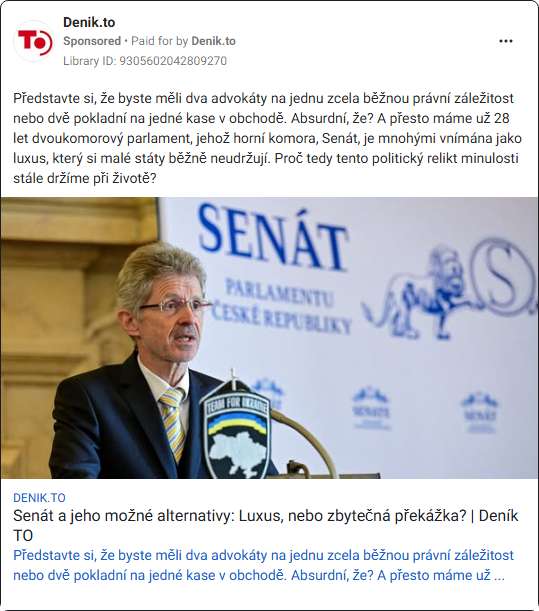 Denik.to
Sponsored • Paid for by Denik.to
Library ID: 9305602042809270
TO
Představte si, že byste měli dva advokáty na jednu zcela běžnou právní záležitost
nebo dvě pokladní na jedné kase v obchodě. Absurdní, že? A přesto máme už 28
let dvoukomorový parlament, jehož horní komora, Senát, je mnohými vnímána jako
luxus, který si malé státy běžně neudržují. Proč tedy tento politický relikt minulosti
stále držíme při životě?
SENÁT
PARLAMENTU
ČESKÉ REPUBLIKY
S
SENÁT
SENÁT
TEAM FOR UKRAINE
DENIK.TO
Senát a jeho možné alternativy: Luxus, nebo zbytečná překážka? | Deník
TO
Představte si, že byste měli dva advokáty na jednu zcela běžnou právní záležitost
nebo dvě pokladní na jedné kase v obchodě. Absurdní, že? A přesto máme už ...